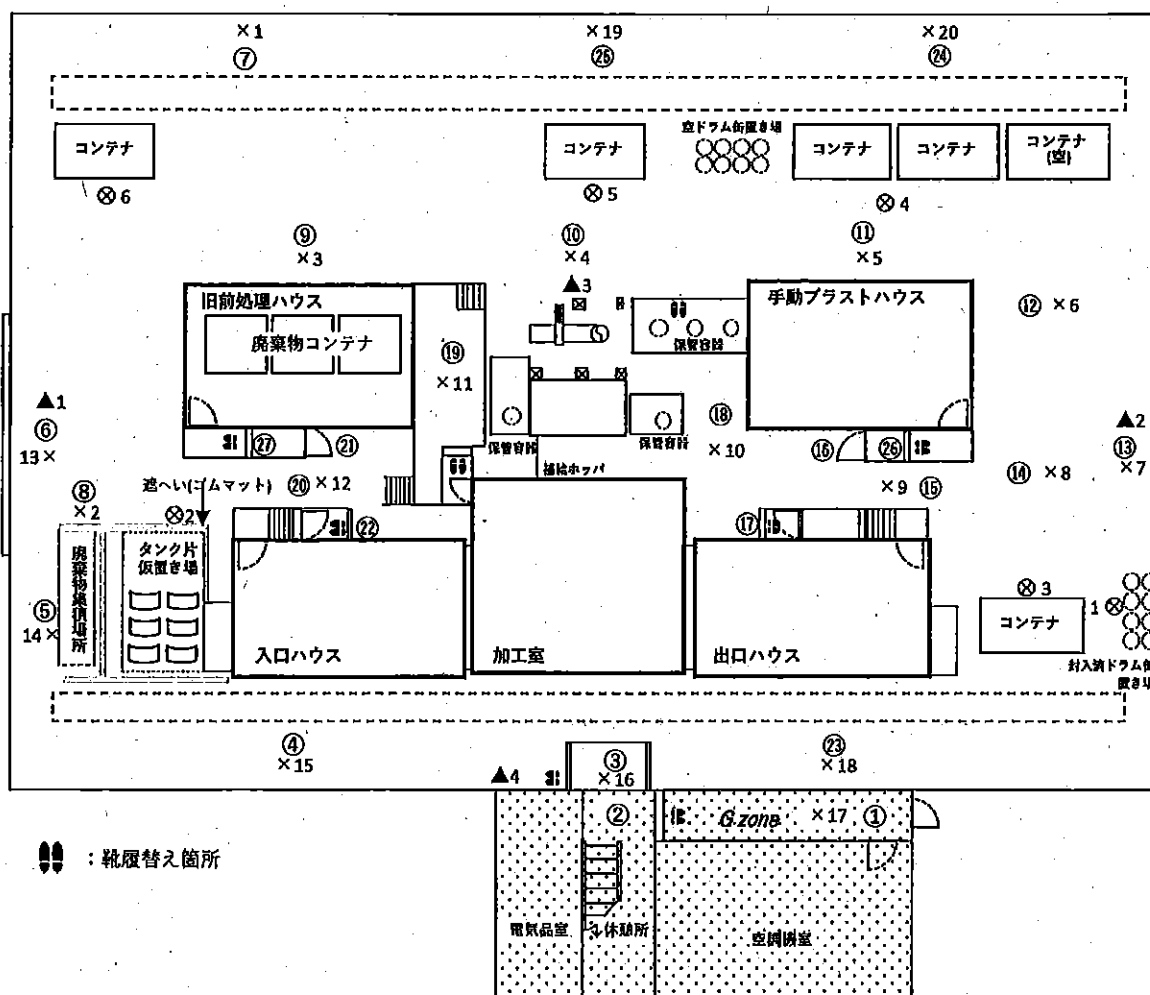 ×1
×19
×20
⑦
㉕
㉔
空ドラム缶置き場
コンテナ
コンテナ
コンテナ
コンテナ
コンテナ
(空)
⊗6
⊗5
⊗4
⑨
×3
⑩
×4
⑪
×5
▲3
旧前処理ハウス
廃棄物コンテナ
手動ブラストハウス
⑫ ×6
保管容器
⑲
×11
▲1
⑥
13×
⑱
×10
▲2
⑬
×7
㉗
㉑
保管容器
保管容器
⑯
㉖
補給ホッパ
⑭ ×8
遮へい(ゴムマット)
⑳ ×12
×9 ⑮
⑧
×2
⊗2
㉒
⑰
廃棄物集積場所
タンク片
仮置き場
⑤
14×
⊗3
1⊗
コンテナ
入口ハウス
加工室
出口ハウス
封入済ドラム缶
置き場
④
×15
③
×16
㉓
×18
▲4
②
G zone
×17 ①
:靴履替え箇所
電気品室
休憩所
空調機室